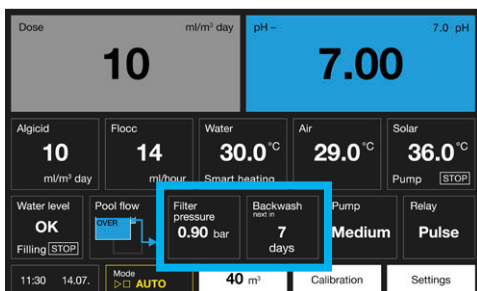 Dose ml/m³ day
10
pH – 7.0 pH
7.00
Algicid
10
ml/m³ day
Flocc
14
ml/hour
Water
30.0 °C
Smart heating
Air
29.0 °C
Solar
36.0 °C
Pump STOP
Water level
OK
Filling STOP
Pool flow
OVER
Filter
pressure
0.90 bar
Backwash
next in
7
days
Pump
Medium
Relay
Pulse
11:30 14.07.
Mode
AUTO
40 m³
Calibration
Settings